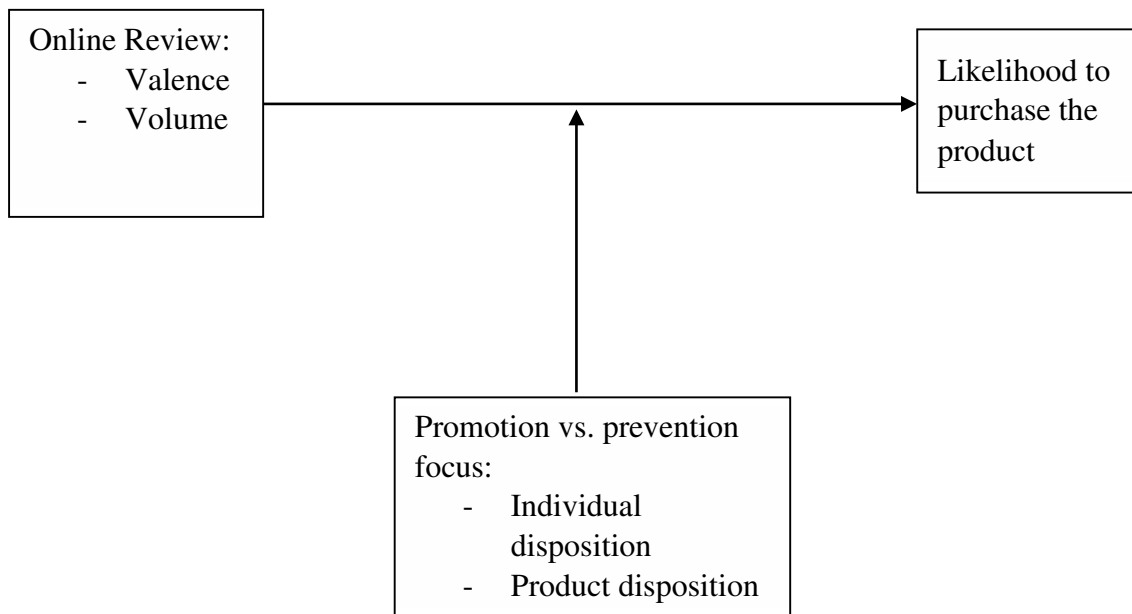 Online Review:
- Valence
- Volume
Likelihood to
purchase the
product
Promotion vs. prevention
focus:
- Individual
disposition
- Product disposition